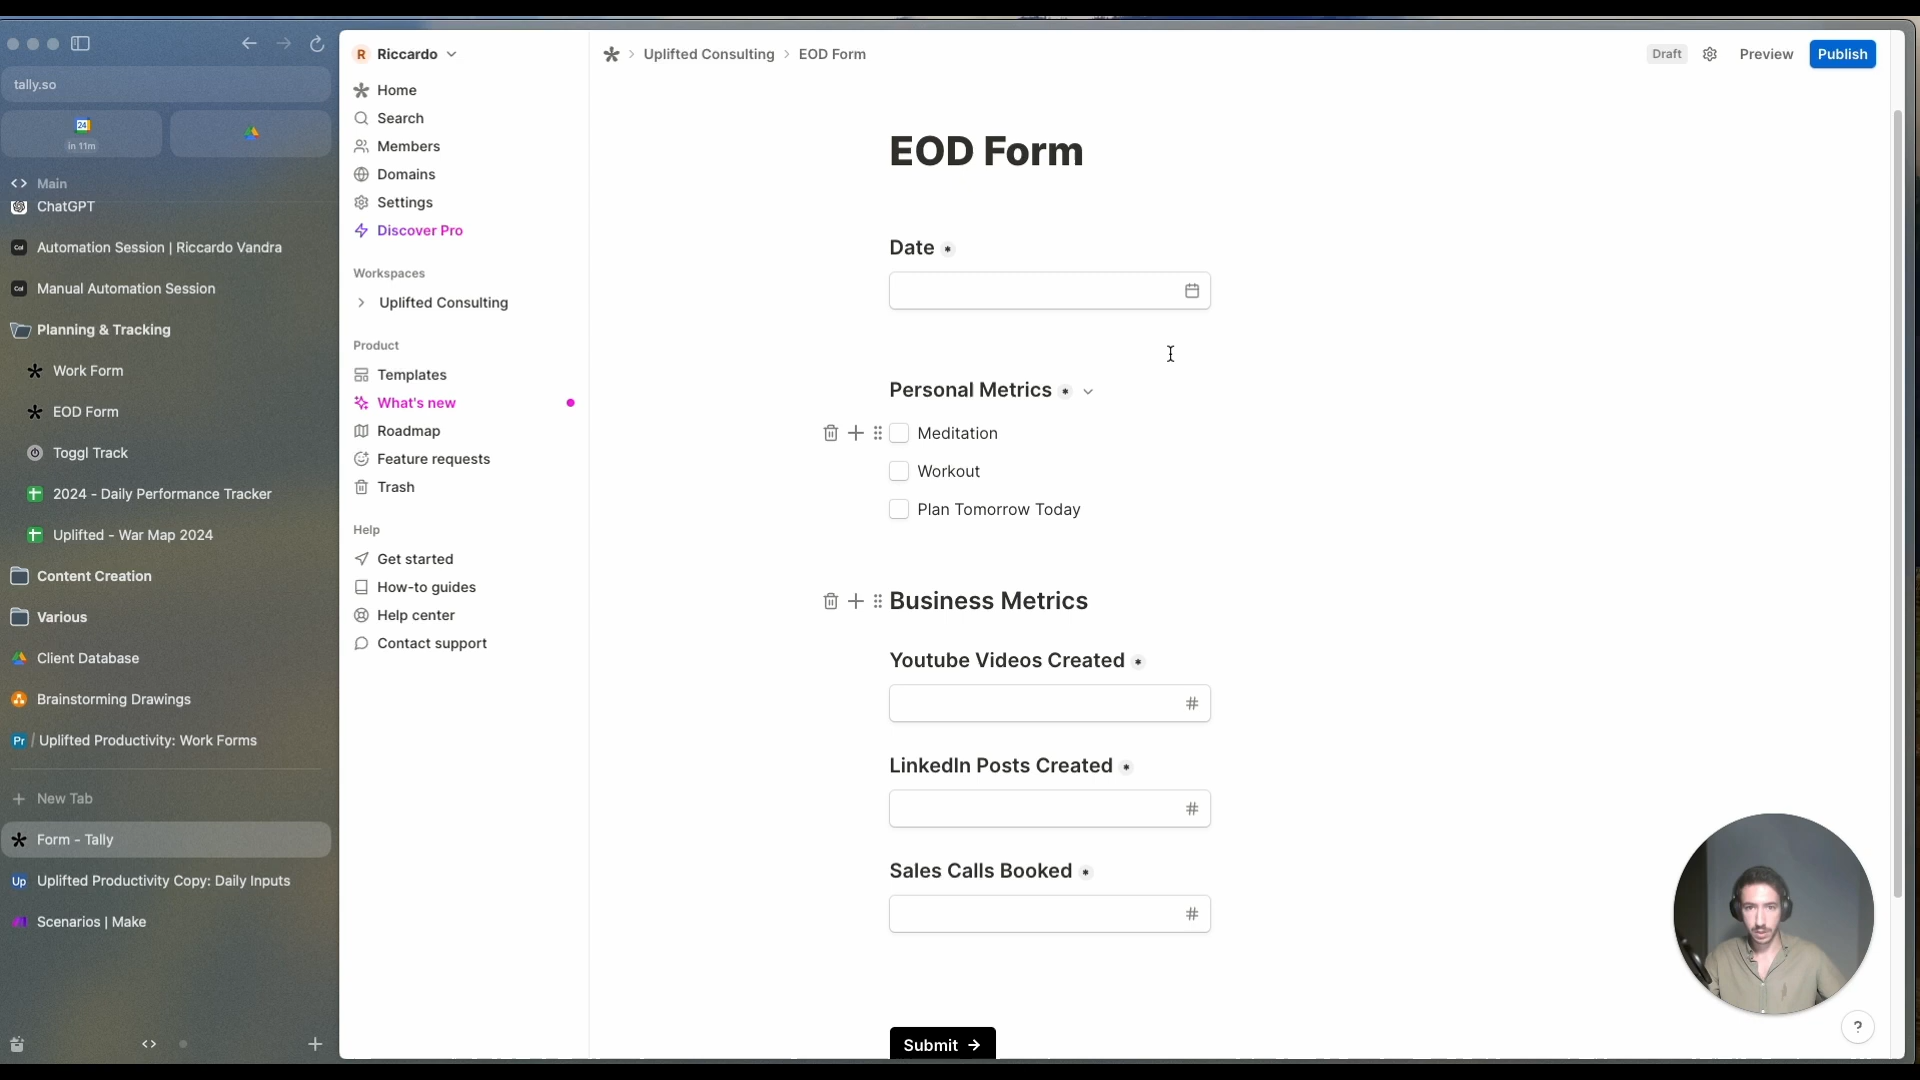 tally.so
24
in 11m
Main
ChatGPT
Cal Automation Session | Riccardo Vandra
Cal Manual Automation Session
Planning & Tracking
Work Form
EOD Form
Toggl Track
2024 - Daily Performance Tracker
Uplifted - War Map 2024
Content Creation
Various
Client Database
Brainstorming Drawings
Pr / Uplifted Productivity: Work Forms
New Tab
Form - Tally
Up Uplifted Productivity Copy: Daily Inputs
Scenarios | Make
R Riccardo
Home
Search
Members
Domains
Settings
Discover Pro
Workspaces
Uplifted Consulting
Product
Templates
What's new
Roadmap
Feature requests
Trash
Help
Get started
How-to guides
Help center
Contact support
Uplifted Consulting > EOD Form
Draft Preview Publish
EOD Form
Date *
Personal Metrics *
Meditation
Workout
Plan Tomorrow Today
Business Metrics
Youtube Videos Created *
#
LinkedIn Posts Created *
#
Sales Calls Booked *
#
Submit →
?